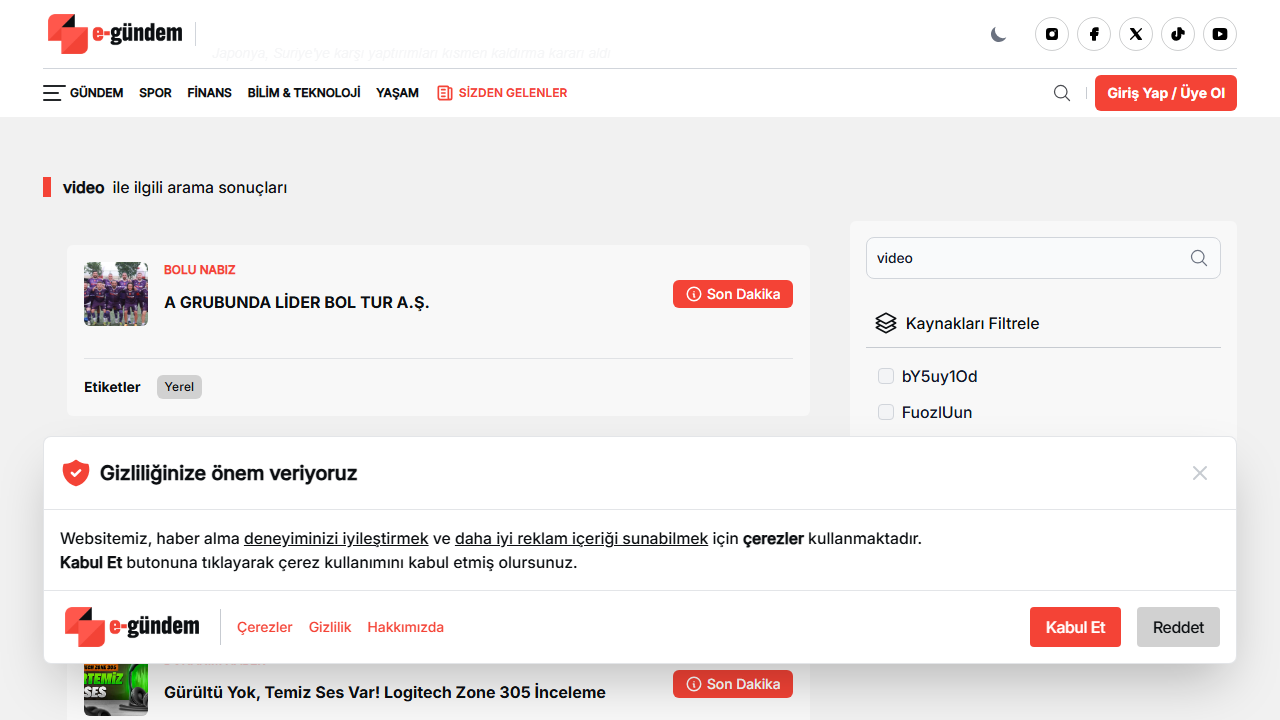 e-gündem
Japonya, Suriye'ye karşı yaptırımları kısmen kaldırma kararı aldı
GÜNDEM SPOR FİNANS BİLİM & TEKNOLOJİ YAŞAM SİZDEN GELENLER
Giriş Yap / Üye Ol
video ile ilgili arama sonuçları
BOLU NABIZ
A GRUBUNDA LİDER BOL TUR A.Ş.
Son Dakika
Etiketler Yerel
video
Kaynakları Filtrele
bY5uy1Od
FuozlUun
Gizliliğinize önem veriyoruz
Websitemiz, haber alma deneyiminizi iyileştirmek ve daha iyi reklam içeriği sunabilmek için çerezler kullanmaktadır.
Kabul Et butonuna tıklayarak çerez kullanımını kabul etmiş olursunuz.
e-gündem
Çerezler Gizlilik Hakkımızda
Kabul Et Reddet
Gürültü Yok, Temiz Ses Var! Logitech Zone 305 İnceleme
Son Dakika